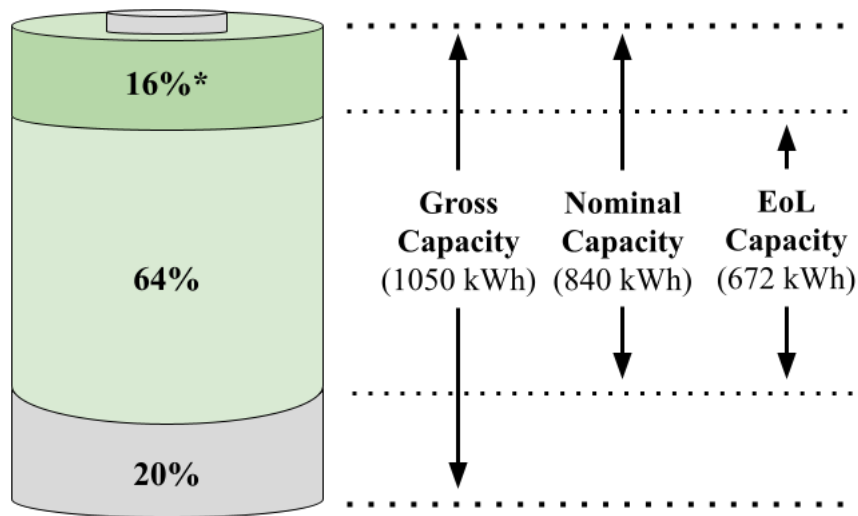 16%*
64%
20%
Gross
Capacity
(1050 kWh)
Nominal
Capacity
(840 kWh)
EoL
Capacity
(672 kWh)